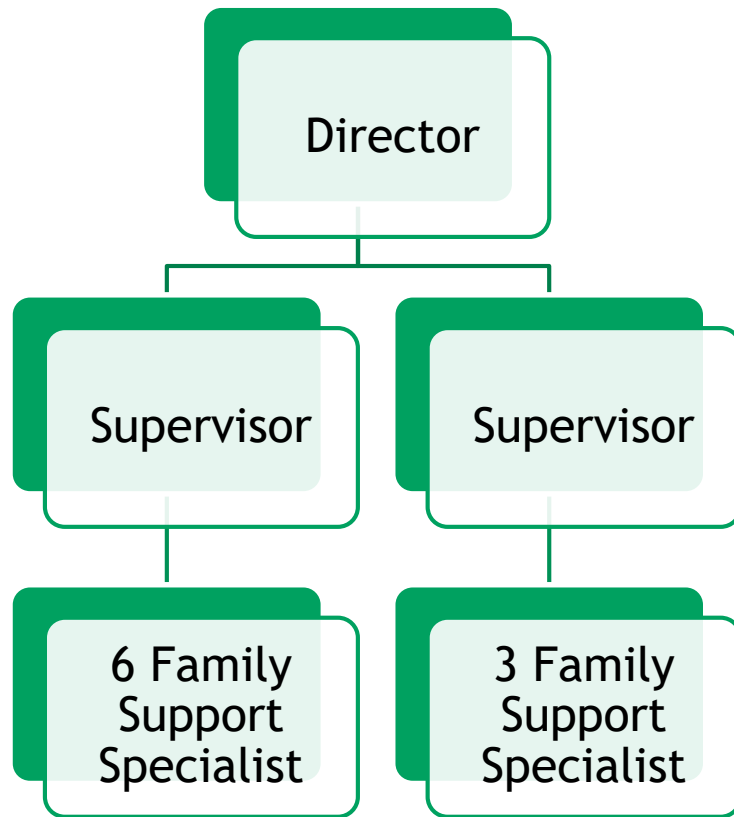 Director
Supervisor
Supervisor
6 Family
Support
Specialist
3 Family
Support
Specialist